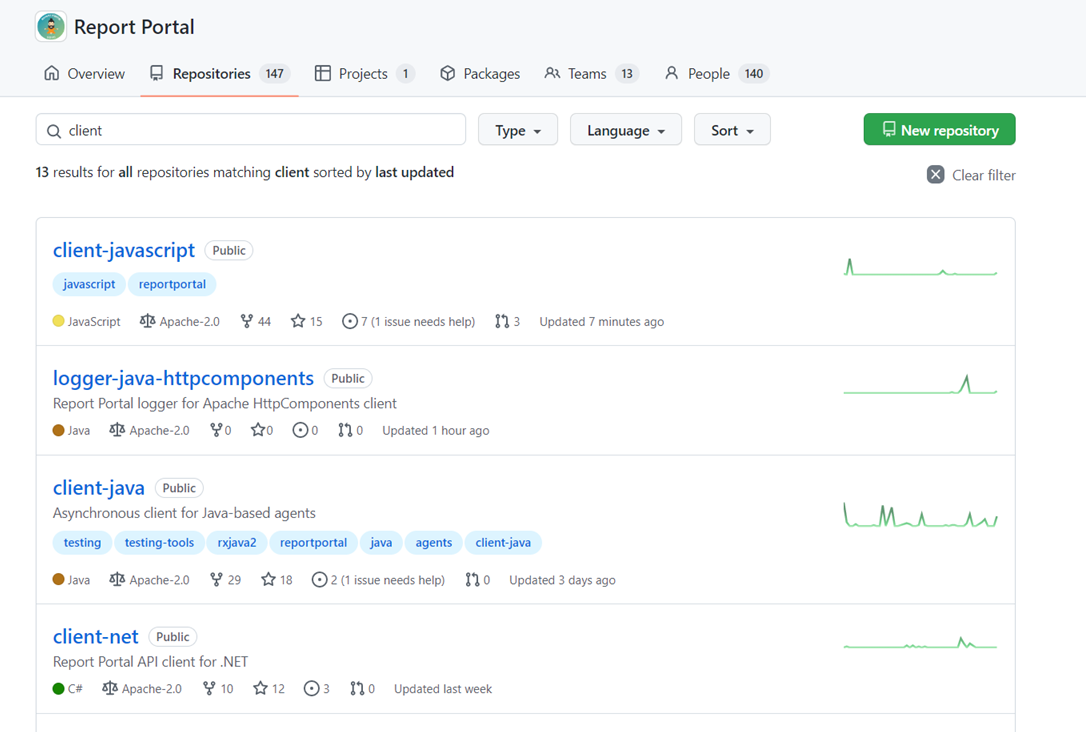 Report Portal
Overview Repositories 147 Projects 1 Packages Teams 13 People 140
client Type Language Sort New repository
13 results for all repositories matching client sorted by last updated Clear filter
client-javascript Public
javascript reportportal
JavaScript Apache-2.0 44 15 7 (1 issue needs help) 3 Updated 7 minutes ago
logger-java-httpcomponents Public
Report Portal logger for Apache HttpComponents client
Java Apache-2.0 0 0 0 0 Updated 1 hour ago
client-java Public
Asynchronous client for Java-based agents
testing testing-tools rxjava2 reportportal java agents client-java
Java Apache-2.0 29 18 2 (1 issue needs help) 0 Updated 3 days ago
client-net Public
Report Portal API client for .NET
C# Apache-2.0 10 12 3 0 Updated last week